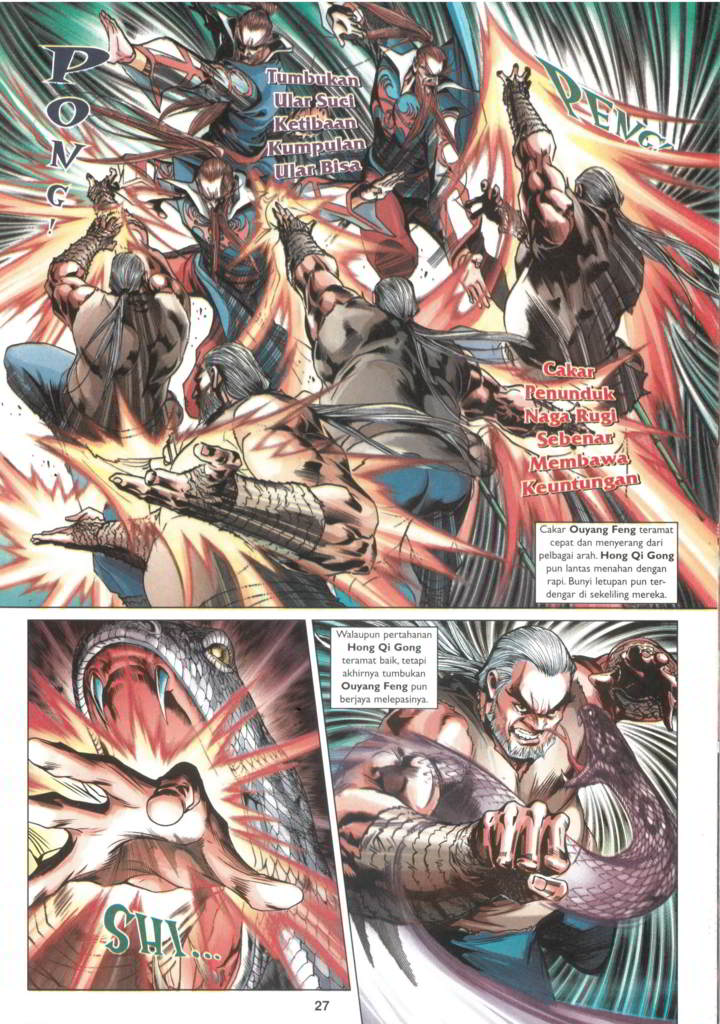 PONG!
Tumbukan
Ular Suci
Ketibaan
Kumpulan
Ular Bisa
PENG!
Cakar
Penunduk
Naga Rugi
Sebenar
Membawa
Keuntungan
Cakar Ouyang Feng teramat
cepat dan menyerang dari
pelbagai arah. Hong Qi Gong
pun lantas menahan dengan
rapi. Bunyi letupan pun ter-
dengar di sekeliling mereka.
SHI...
Walaupun pertahanan
Hong Qi Gong
teramat baik, tetapi
akhirnya tumbukan
Ouyang Feng pun
berjaya melepasinya.
27